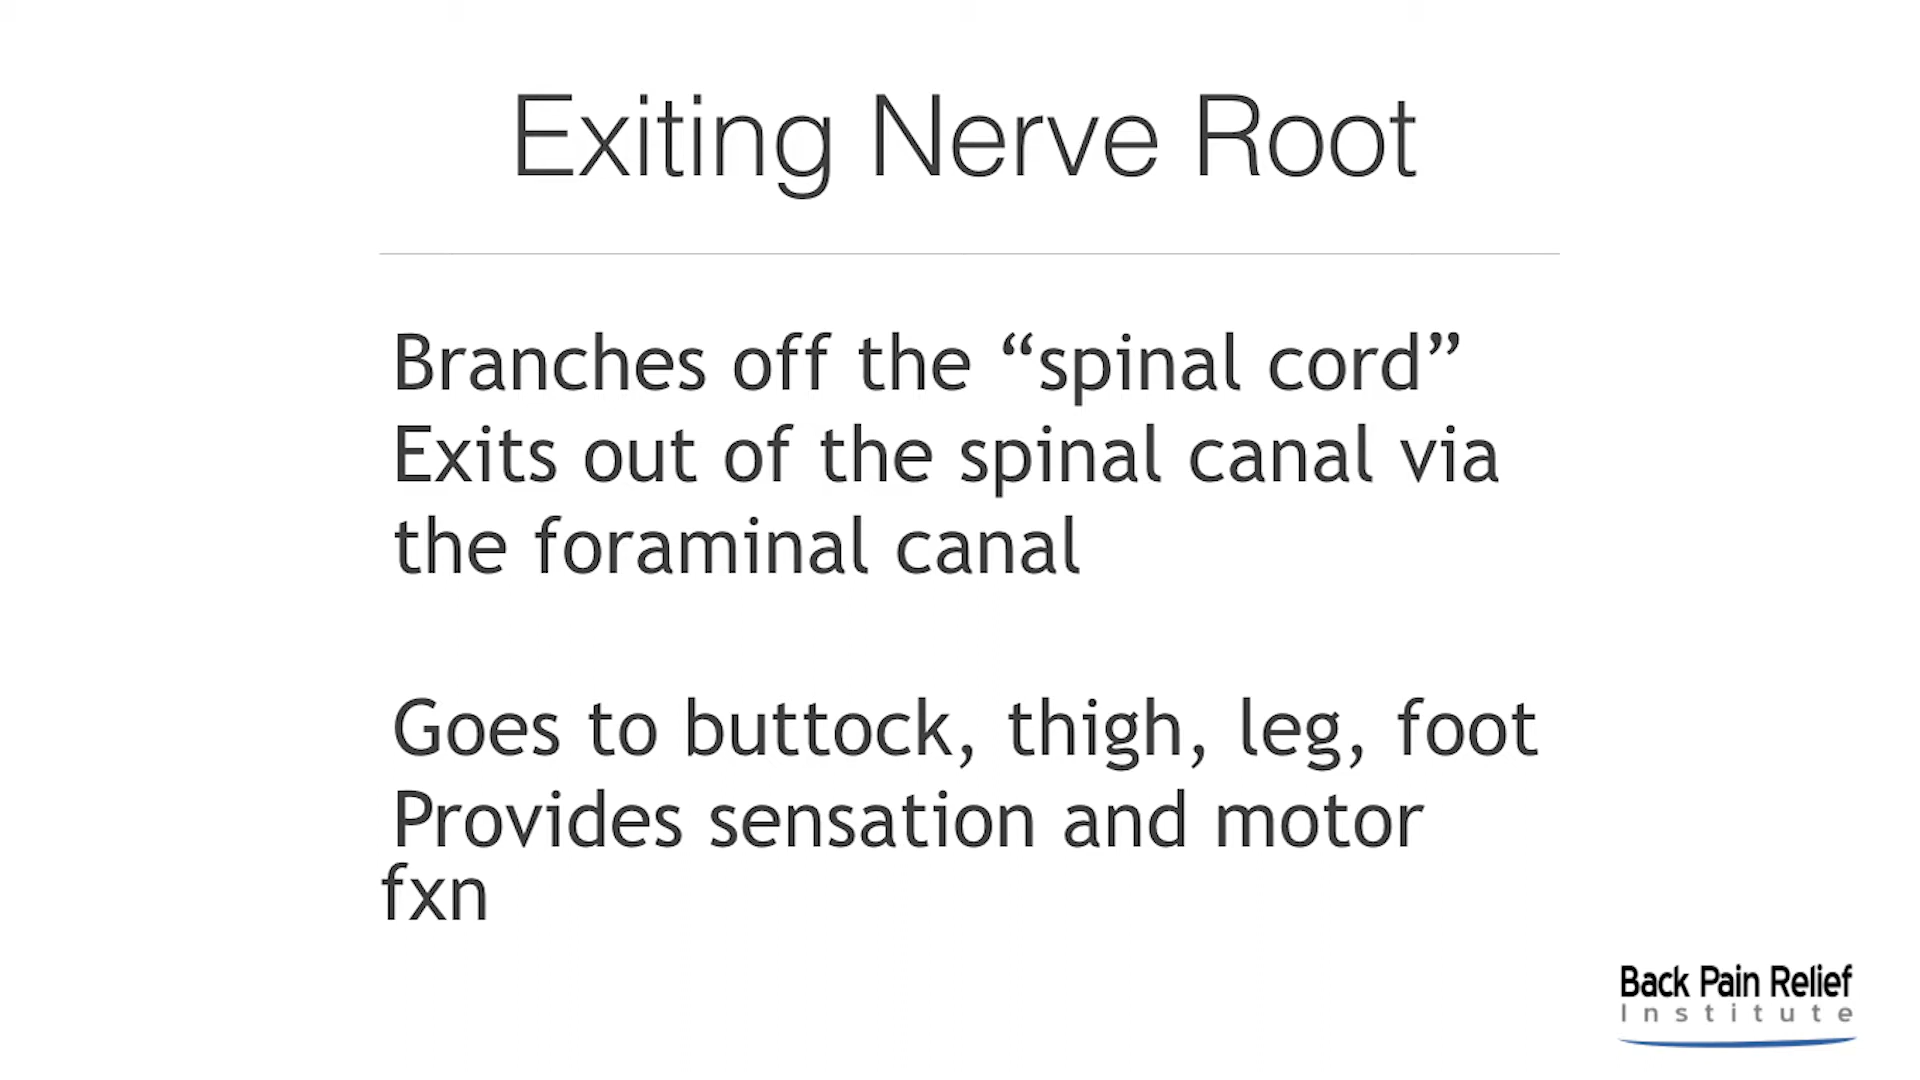 Exiting Nerve Root
Branches off the “spinal cord”
Exits out of the spinal canal via
the foraminal canal
Goes to buttock, thigh, leg, foot
Provides sensation and motor
fxn
Back Pain Relief
Institute